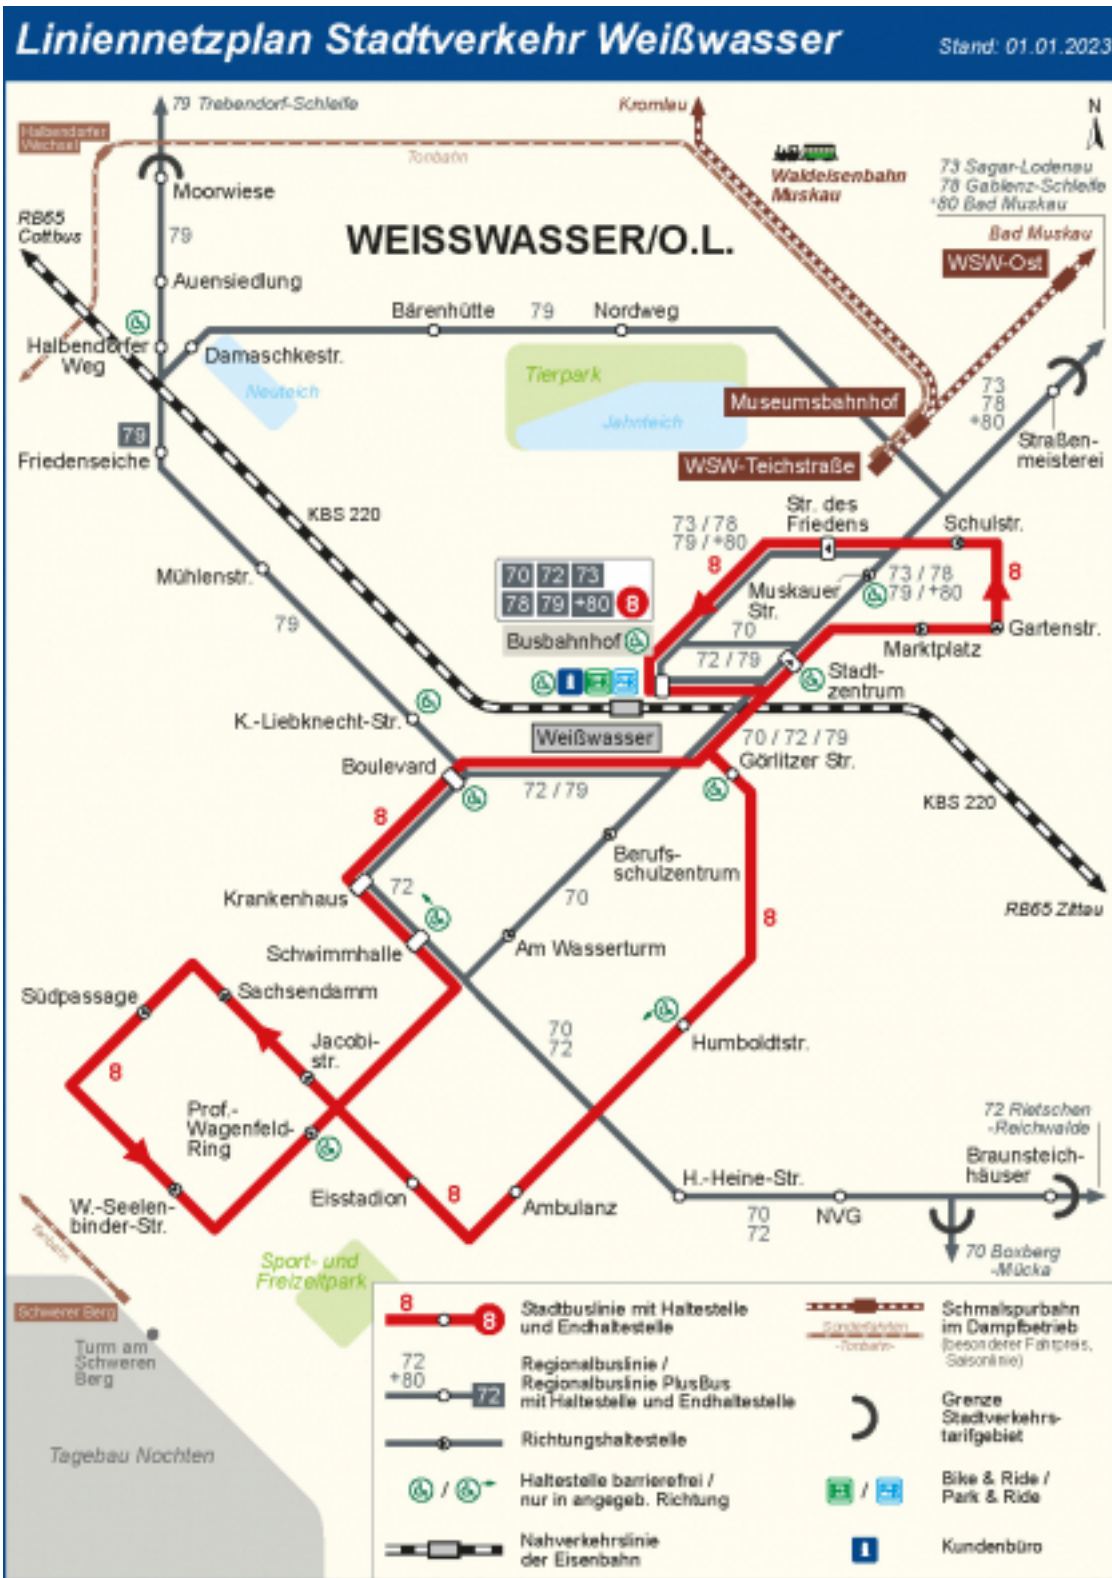 Liniennetzplan Stadtverkehr Weißwasser
Stand: 01.01.2023
79 Trebendorf-Schleife
Kromlau
N
Halbendorfer
Wechsel
Tonbahn
Waldeisenbahn
Muskau
73 Sagar-Lodenau
78 Gablenz-Schleife
+80 Bad Muskau
Moorwiese
RB65
Cottbus
79
WEISSWASSER/O.L.
Bad Muskau
WSW-Ost
Auensiedlung
Bärenhütte
79
Nordweg
Halbendorfer
Weg
Damaschkestr.
Neuteich
Tierpark
Jahnteich
Museumsbahnhof
73
78
+80
79
Friedenseiche
WSW-Teichstraße
Straßen-
meisterei
KBS 220
Str. des
Friedens
Schulstr.
73 / 78
79 / +80
8
Mühlenstr.
70 72 73
78 79 +80 8
Muskauer
Str.
73 / 78
79 / +80
8
79
Busbahnhof
70
72 / 79
Gartenstr.
Marktplatz
Stadt-
zentrum
K.-Liebknecht-Str.
Weißwasser
70 / 72 / 79
Görlitzer Str.
Boulevard
72 / 79
KBS 220
8
Berufs-
schulzentrum
Krankenhaus
72
70
RB65 Zittau
8
Schwimmhalle
Am Wasserturm
Südpassage
Sachsendamm
Jacobi-
str.
70
72
Humboldtstr.
8
Prof.-
Wagenfeld-
Ring
72 Rietschen
-Reichwalde
Braunsteich-
häuser
W.-Seelen-
binder-Str.
Eisstadion
8
Ambulanz
H.-Heine-Str.
70
72
NVG
70 Boxberg
-Mücka
Tonbahn
Sport- und
Freizeitpark
Schwerer Berg
Turm am
Schweren
Berg
Tagebau Nochten
8
8
Stadtbuslinie mit Haltestelle
und Endhaltestelle
72
+80
72
Regionalbuslinie /
Regionalbuslinie PlusBus
mit Haltestelle und Endhaltestelle
Richtungshaltestelle
/
Haltestelle barrierefrei /
nur in angegeb. Richtung
Nahverkehrslinie
der Eisenbahn
Sonderfahrten
-Tonbahn-
Schmalspurbahn
im Dampfbetrieb
(besonderer Fahrpreis,
Saisonlinie)
Grenze
Stadtverkehrs-
tarifgebiet
/
Bike & Ride /
Park & Ride
Kundenbüro